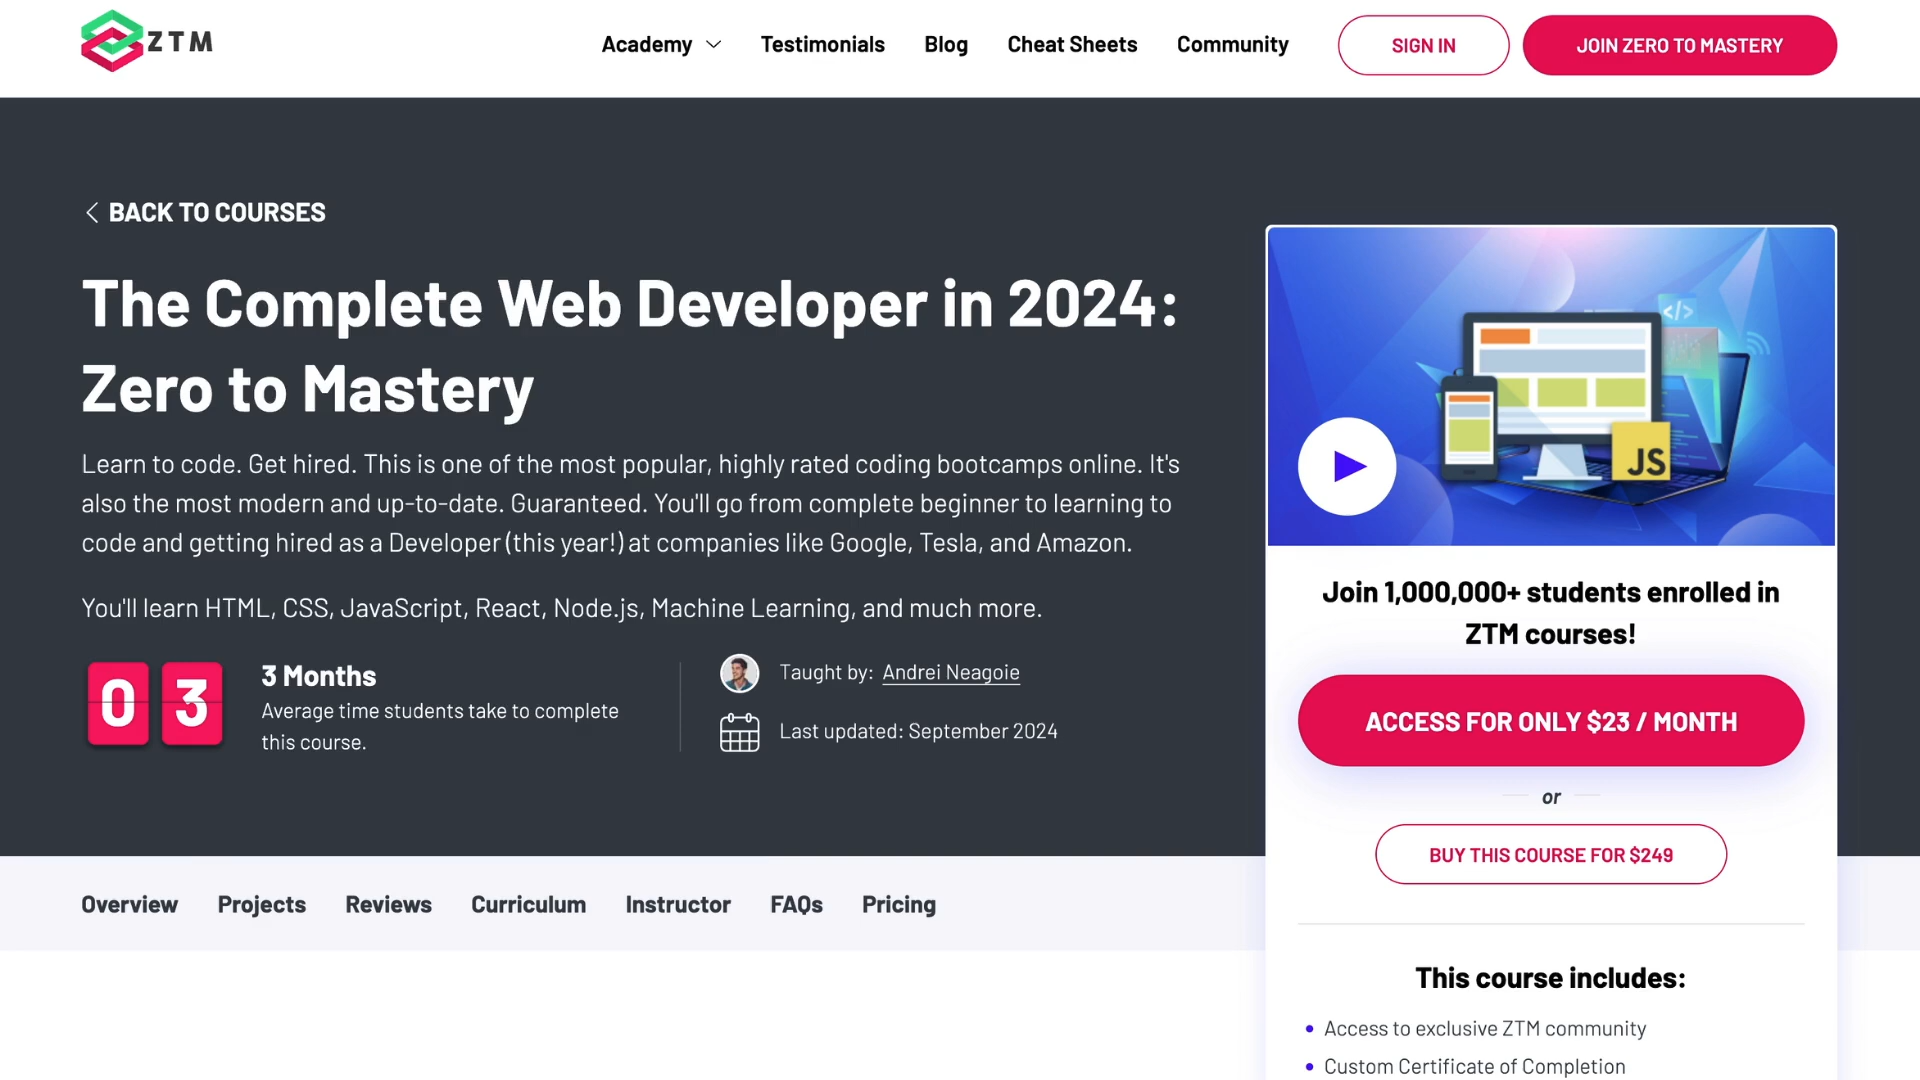 ZTM
Academy
Testimonials
Blog
Cheat Sheets
Community
SIGN IN
JOIN ZERO TO MASTERY
BACK TO COURSES
The Complete Web Developer in 2024:
Zero to Mastery
Learn to code. Get hired. This is one of the most popular, highly rated coding bootcamps online. It's
also the most modern and up-to-date. Guaranteed. You'll go from complete beginner to learning to
code and getting hired as a Developer (this year!) at companies like Google, Tesla, and Amazon.
You'll learn HTML, CSS, JavaScript, React, Node.js, Machine Learning, and much more.
03
3 Months
Average time students take to complete
this course.
Taught by: Andrei Neagoie
Last updated: September 2024
</>
JS
Join 1,000,000+ students enrolled in
ZTM courses!
ACCESS FOR ONLY $23 / MONTH
or
BUY THIS COURSE FOR $249
Overview
Projects
Reviews
Curriculum
Instructor
FAQs
Pricing
This course includes:
Access to exclusive ZTM community
Custom Certificate of Completion